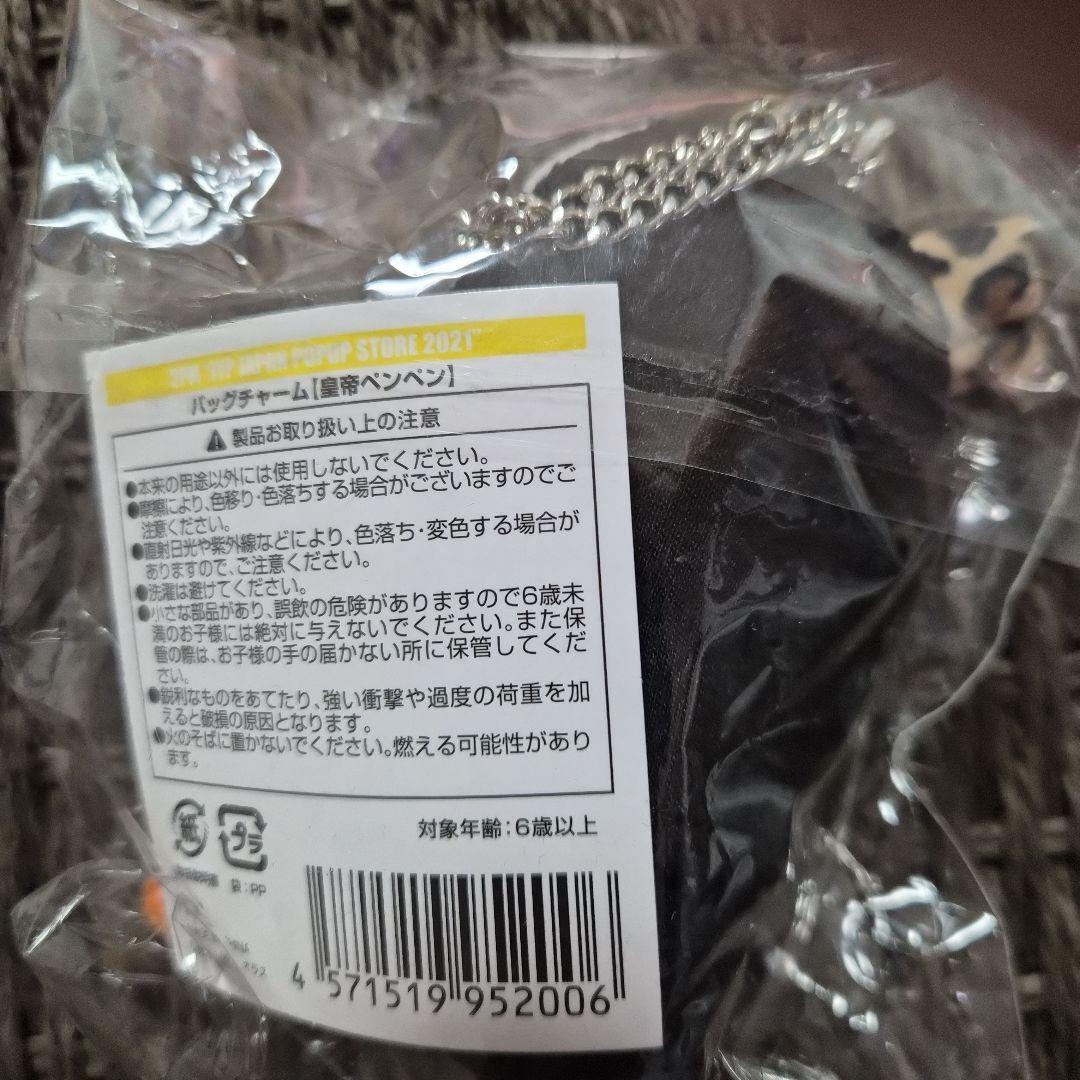 JAPAN POPUP STORE 2021"
バッグチャーム【皇帝ペンペン】
製品お取り扱い上の注意
●本来の用途以外には使用しないでください。
●摩擦により、色移り・色落ちする場合がございますのでご
注意ください。
●直射日光や紫外線などにより、色落ち・変色する場合が
ありますので、ご注意ください。
●洗濯は避けてください。
●小さな部品があり、誤飲の危険がありますので6歳未
満のお子様には絶対に与えないでください。また保
管の際は、お子様の手の届かない所に保管してくだ
さい。
●鋭利なものをあてたり、強い衝撃や過度の荷重を加
えると破損の原因となります。
●火のそばに置かないでください。燃える可能性があり
ます。
紙 プラ
袋:PP
対象年齢:6歳以上
4 571519 952006